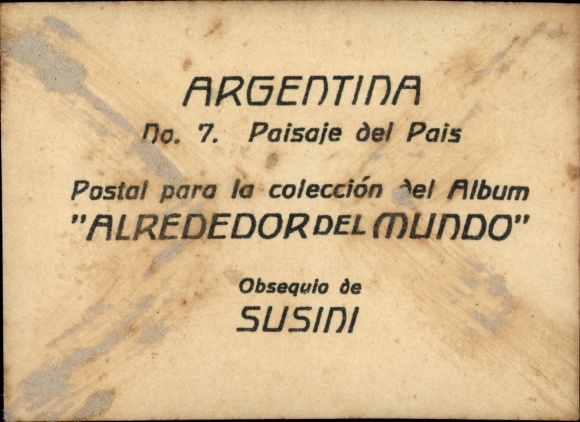 ARGENTINA
No. 7. Paisaje del Pais
Postal para la colección del Album
"ALREDEDOR DEL MUNDO"
Obsequio de
SUSINI